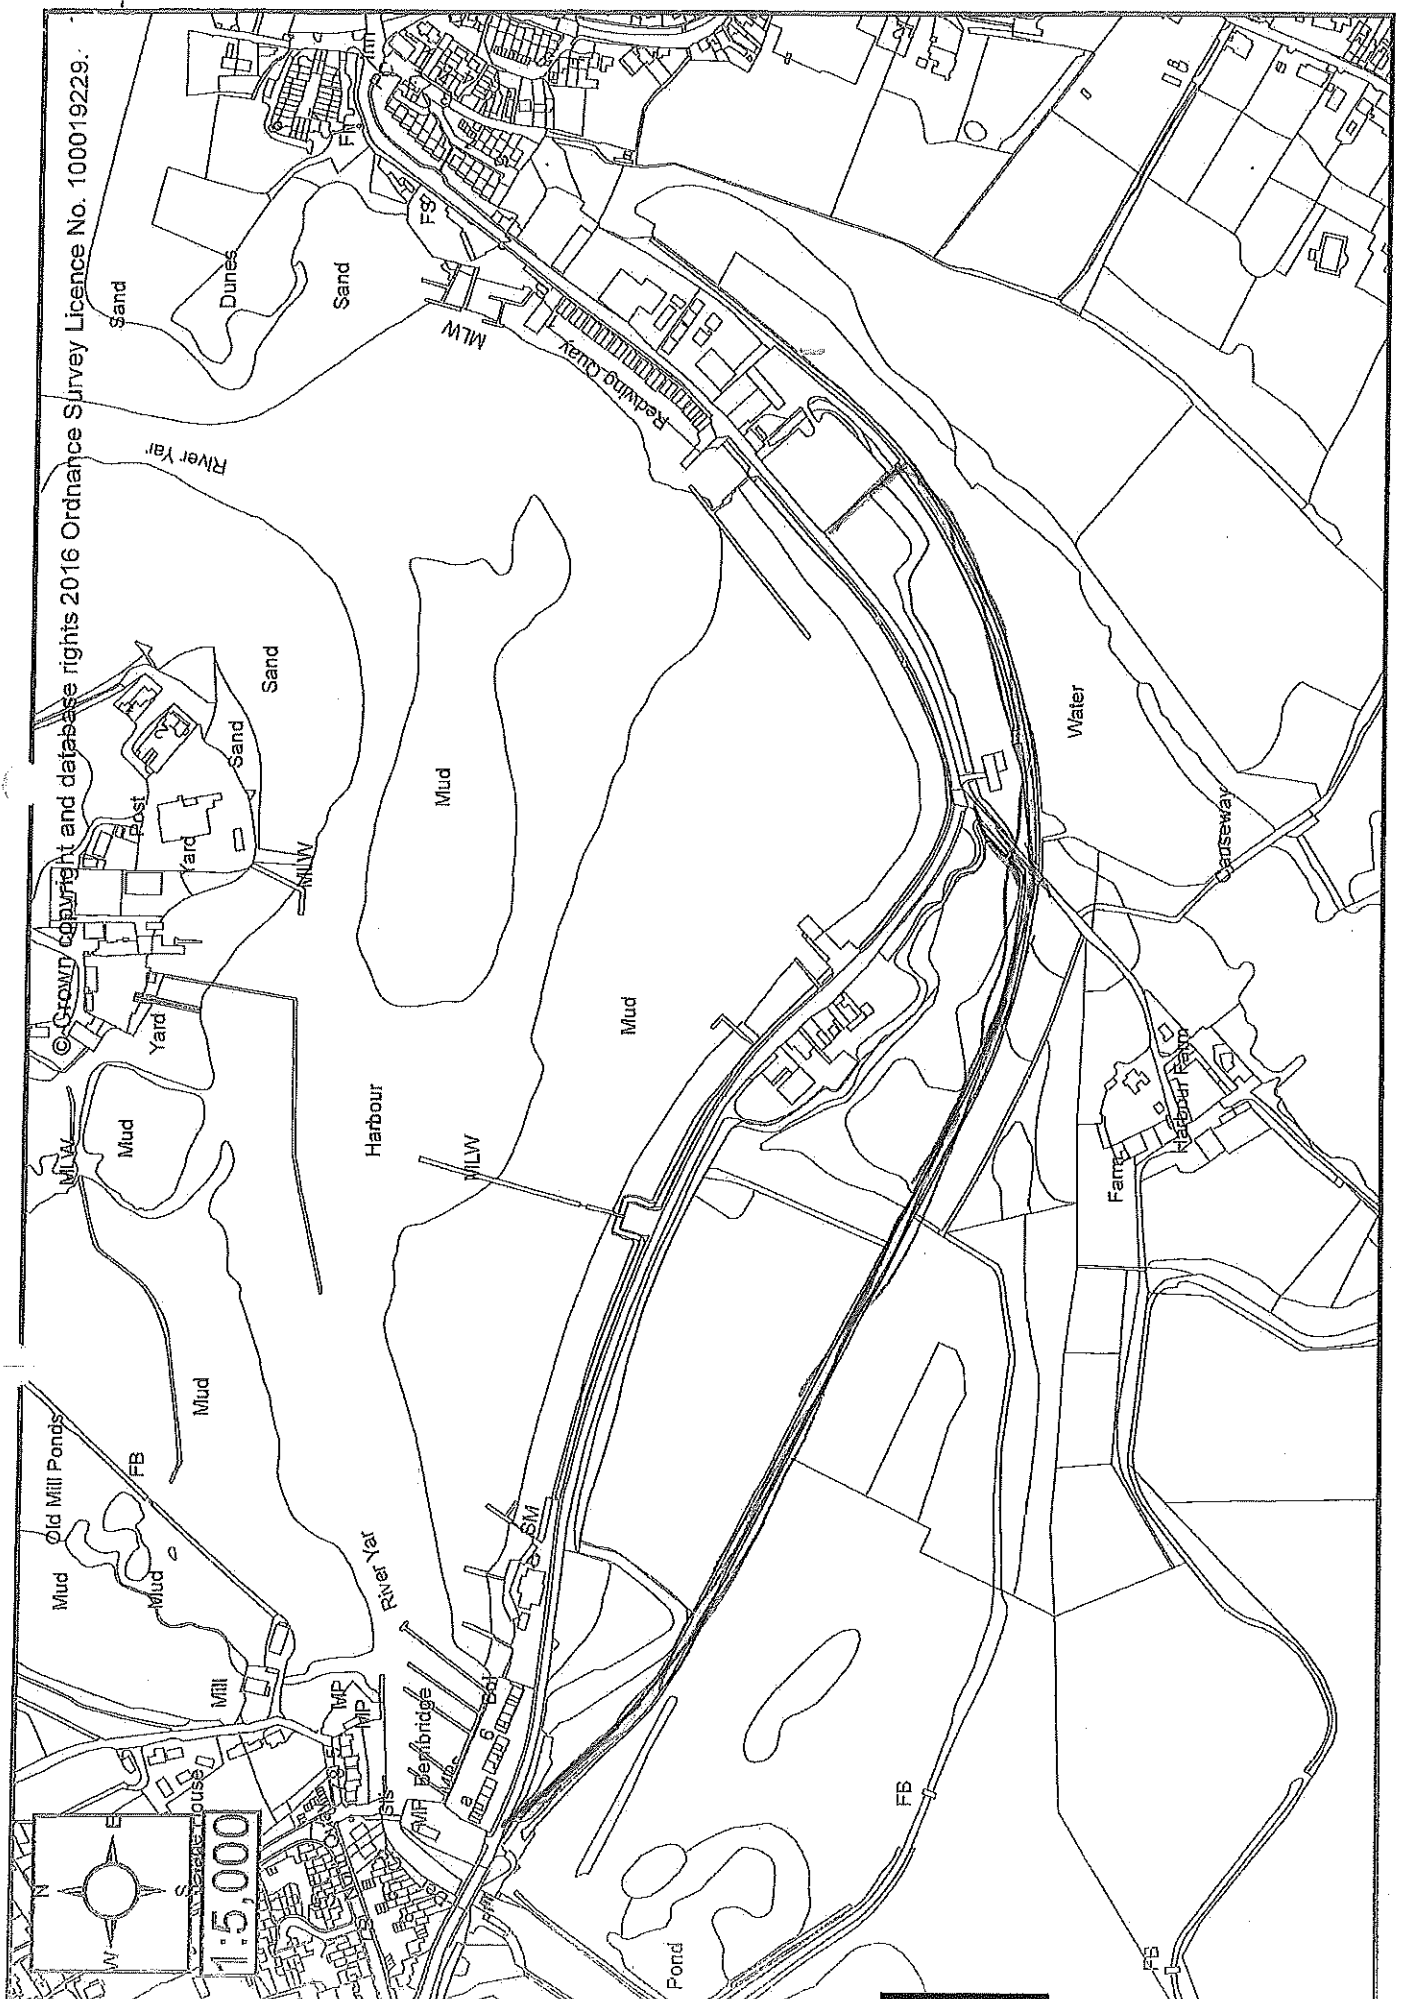 © Crown copyright and database rights 2016 Ordnance Survey Licence No. 100019229.
N
E
S
W
1:5,000
Old Mill Ponds
Mud
Mud
FB
Mud
Mill
MP
MP
River Yar
Bembridge
MP
a
6
SM
MLW
Mud
Yard
Yard
Post
Sand
Sand
MLW
Harbour
MLW
Mud
Mud
River Yar
Sand
Dunes
Sand
FS
MLW
Redwing Quay
Water
Causeway
Harbour Farm
Farm
FB
FB
Pond